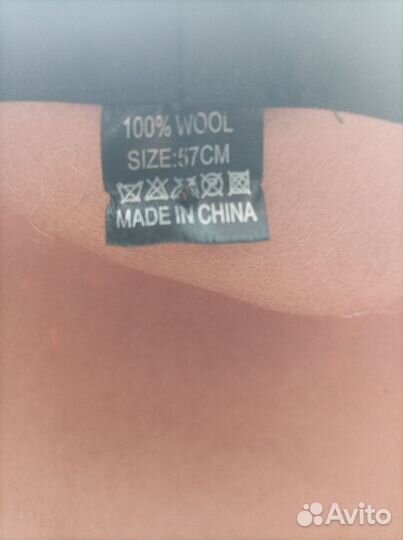 100% WOOL
SIZE:57CM
MADE IN CHINA
Avito